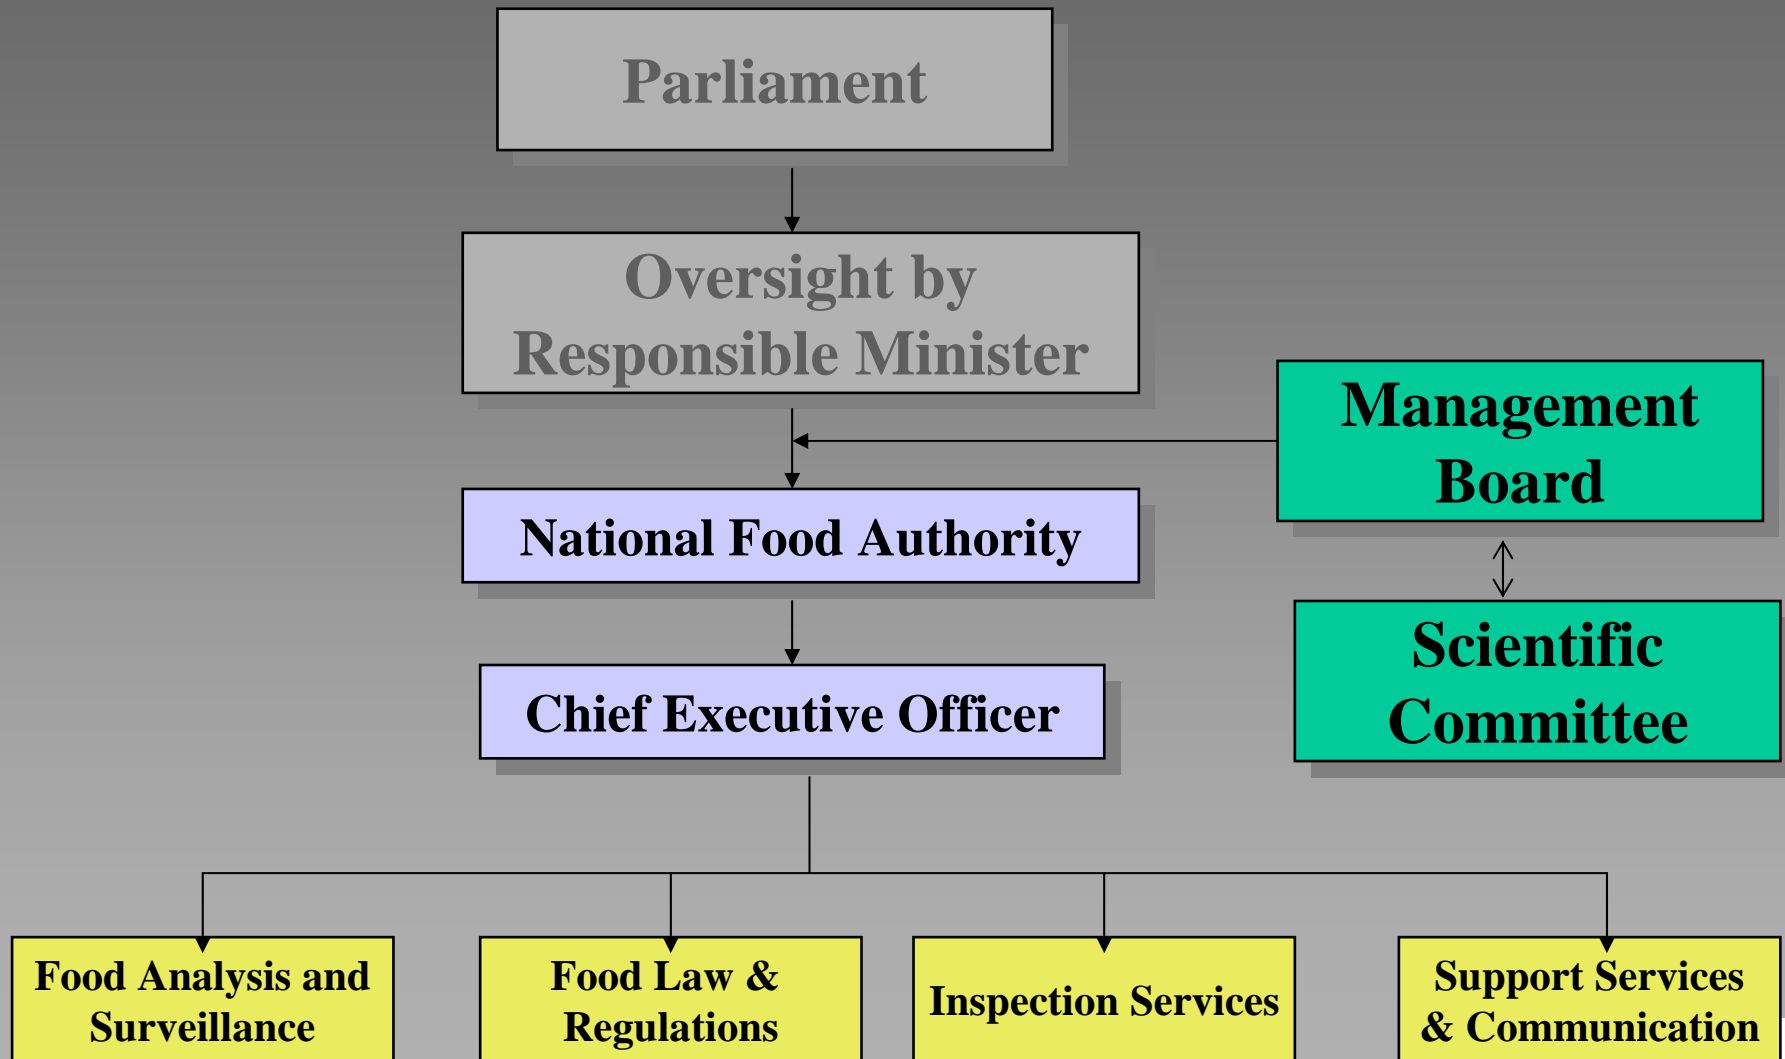 Parliament
Oversight by
Responsible Minister
Management
Board
National Food Authority
Scientific
Committee
Chief Executive Officer
Food Analysis and
Surveillance
Food Law &
Regulations
Inspection Services
Support Services
& Communication